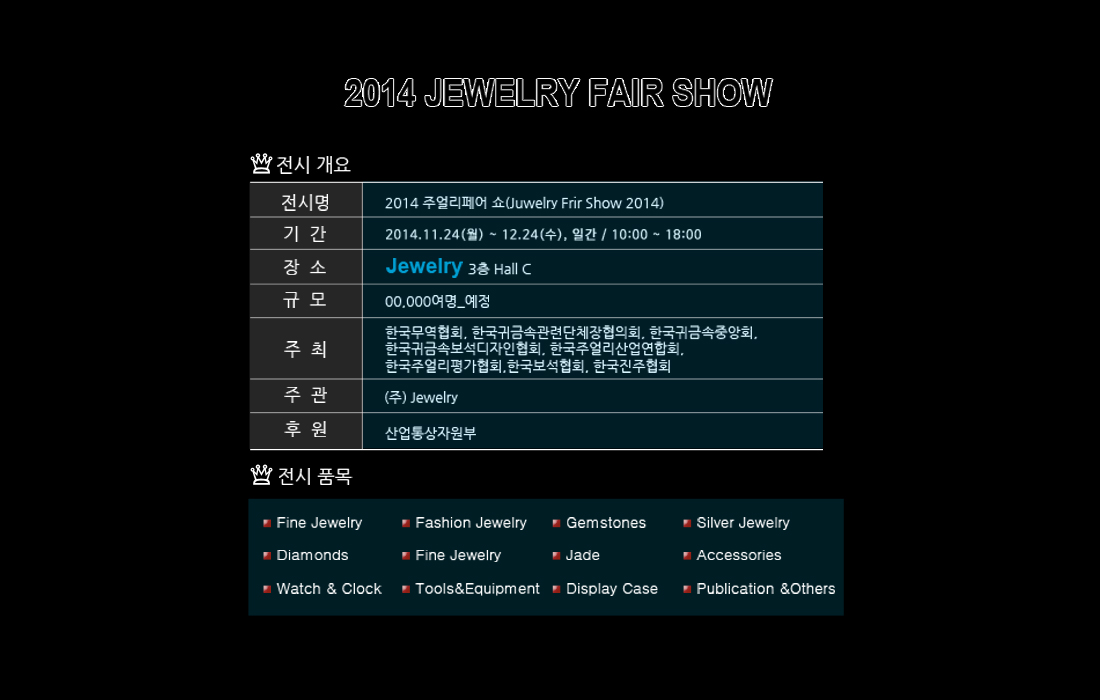 2014 JEWELRY FAIR SHOW
전시 개요
전시명 2014 주얼리페어 쇼(Juwelry Frir Show 2014)
기 간 2014.11.24(월) ~ 12.24(수), 일간 / 10:00 ~ 18:00
장 소 Jewelry 3층 Hall C
규 모 00,000여명_예정
주 최 한국무역협회, 한국귀금속관련단체장협의회, 한국귀금속중앙회,
한국귀금속보석디자인협회, 한국주얼리산업연합회,
한국주얼리평가협회,한국보석협회, 한국진주협회
주 관 (주) Jewelry
후 원 산업통상자원부
전시 품목
Fine Jewelry Fashion Jewelry Gemstones Silver Jewelry
Diamonds Fine Jewelry Jade Accessories
Watch & Clock Tools&Equipment Display Case Publication &Others